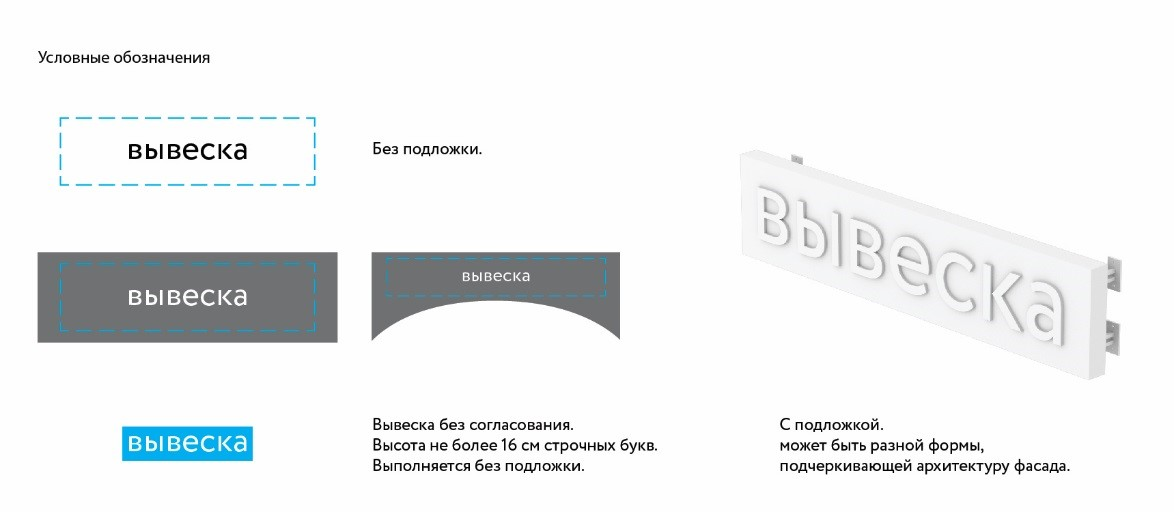 Условные обозначения
вывеска
Без подложки.
вывеска
вывеска
вывеска
вывеска
Вывеска без согласования.
Высота не более 16 см строчных букв.
Выполняется без подложки.
С подложкой.
может быть разной формы,
подчеркивающей архитектуру фасада.